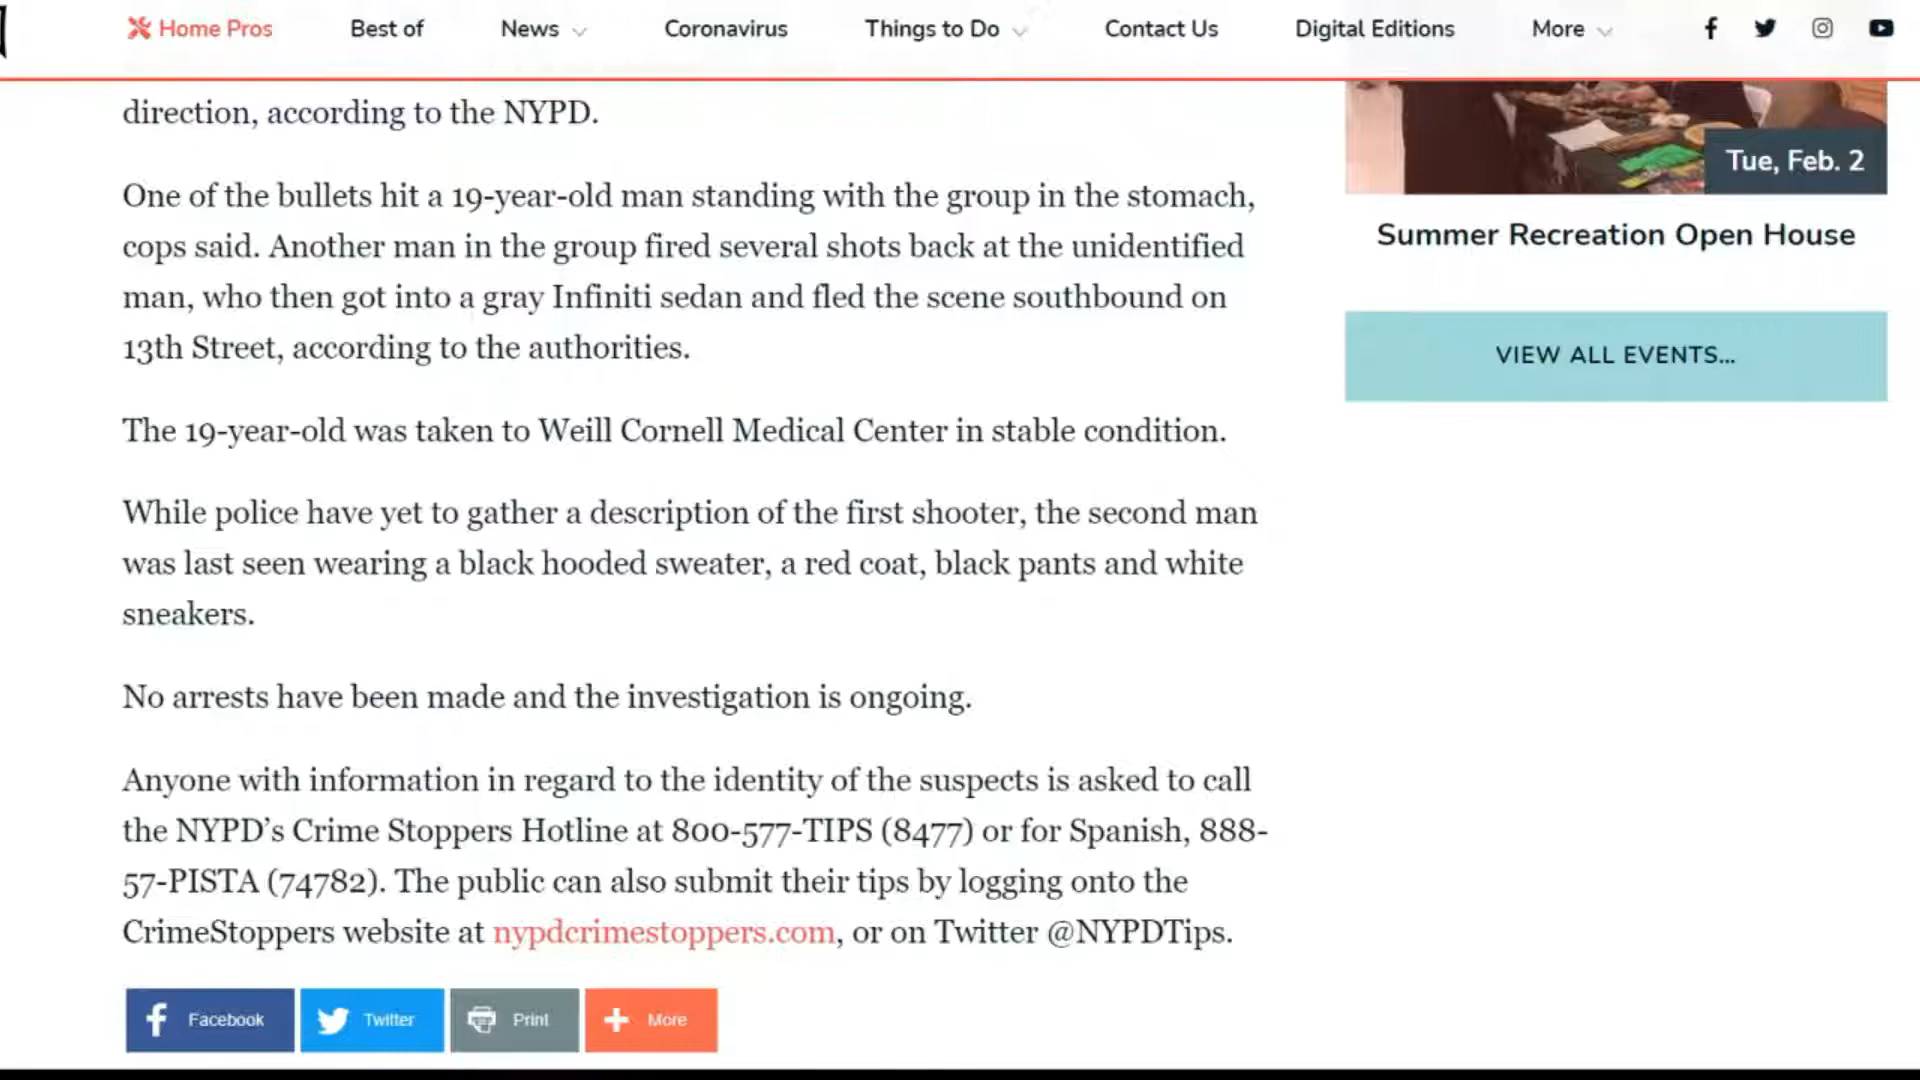 Home Pros Best of News Coronavirus Things to Do Contact Us Digital Editions More
direction, according to the NYPD.
One of the bullets hit a 19-year-old man standing with the group in the stomach,
cops said. Another man in the group fired several shots back at the unidentified
man, who then got into a gray Infiniti sedan and fled the scene southbound on
13th Street, according to the authorities.
The 19-year-old was taken to Weill Cornell Medical Center in stable condition.
While police have yet to gather a description of the first shooter, the second man
was last seen wearing a black hooded sweater, a red coat, black pants and white
sneakers.
No arrests have been made and the investigation is ongoing.
Anyone with information in regard to the identity of the suspects is asked to call
the NYPD’s Crime Stoppers Hotline at 800-577-TIPS (8477) or for Spanish, 888-
57-PISTA (74782). The public can also submit their tips by logging onto the
CrimeStoppers website at nypdcrimestoppers.com, or on Twitter @NYPDTips.
Facebook Twitter Print More
Tue, Feb. 2
Summer Recreation Open House
VIEW ALL EVENTS…